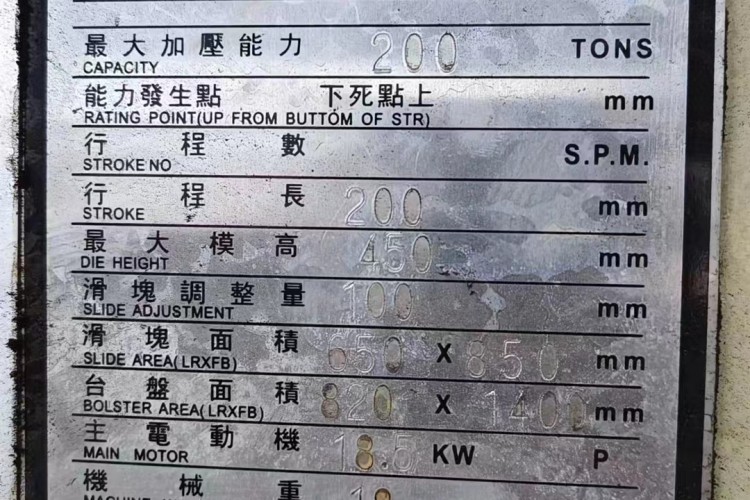 最大加壓能力 200 TONS
CAPACITY
能力發生點 下死點上 mm
RATING POINT(UP FROM BUTTOM OF STR)
行程數 S.P.M.
STROKE NO
行程長 200 mm
STROKE
最大模高 450 mm
DIE HEIGHT
滑塊調整量 100 mm
SLIDE ADJUSTMENT
滑塊面積 650 X 850 mm
SLIDE AREA(LRXFB)
台盤面積 820 X 1400 mm
BOLSTER AREA(LRXFB)
主電動機 18.5 KW P
MAIN MOTOR
機械重